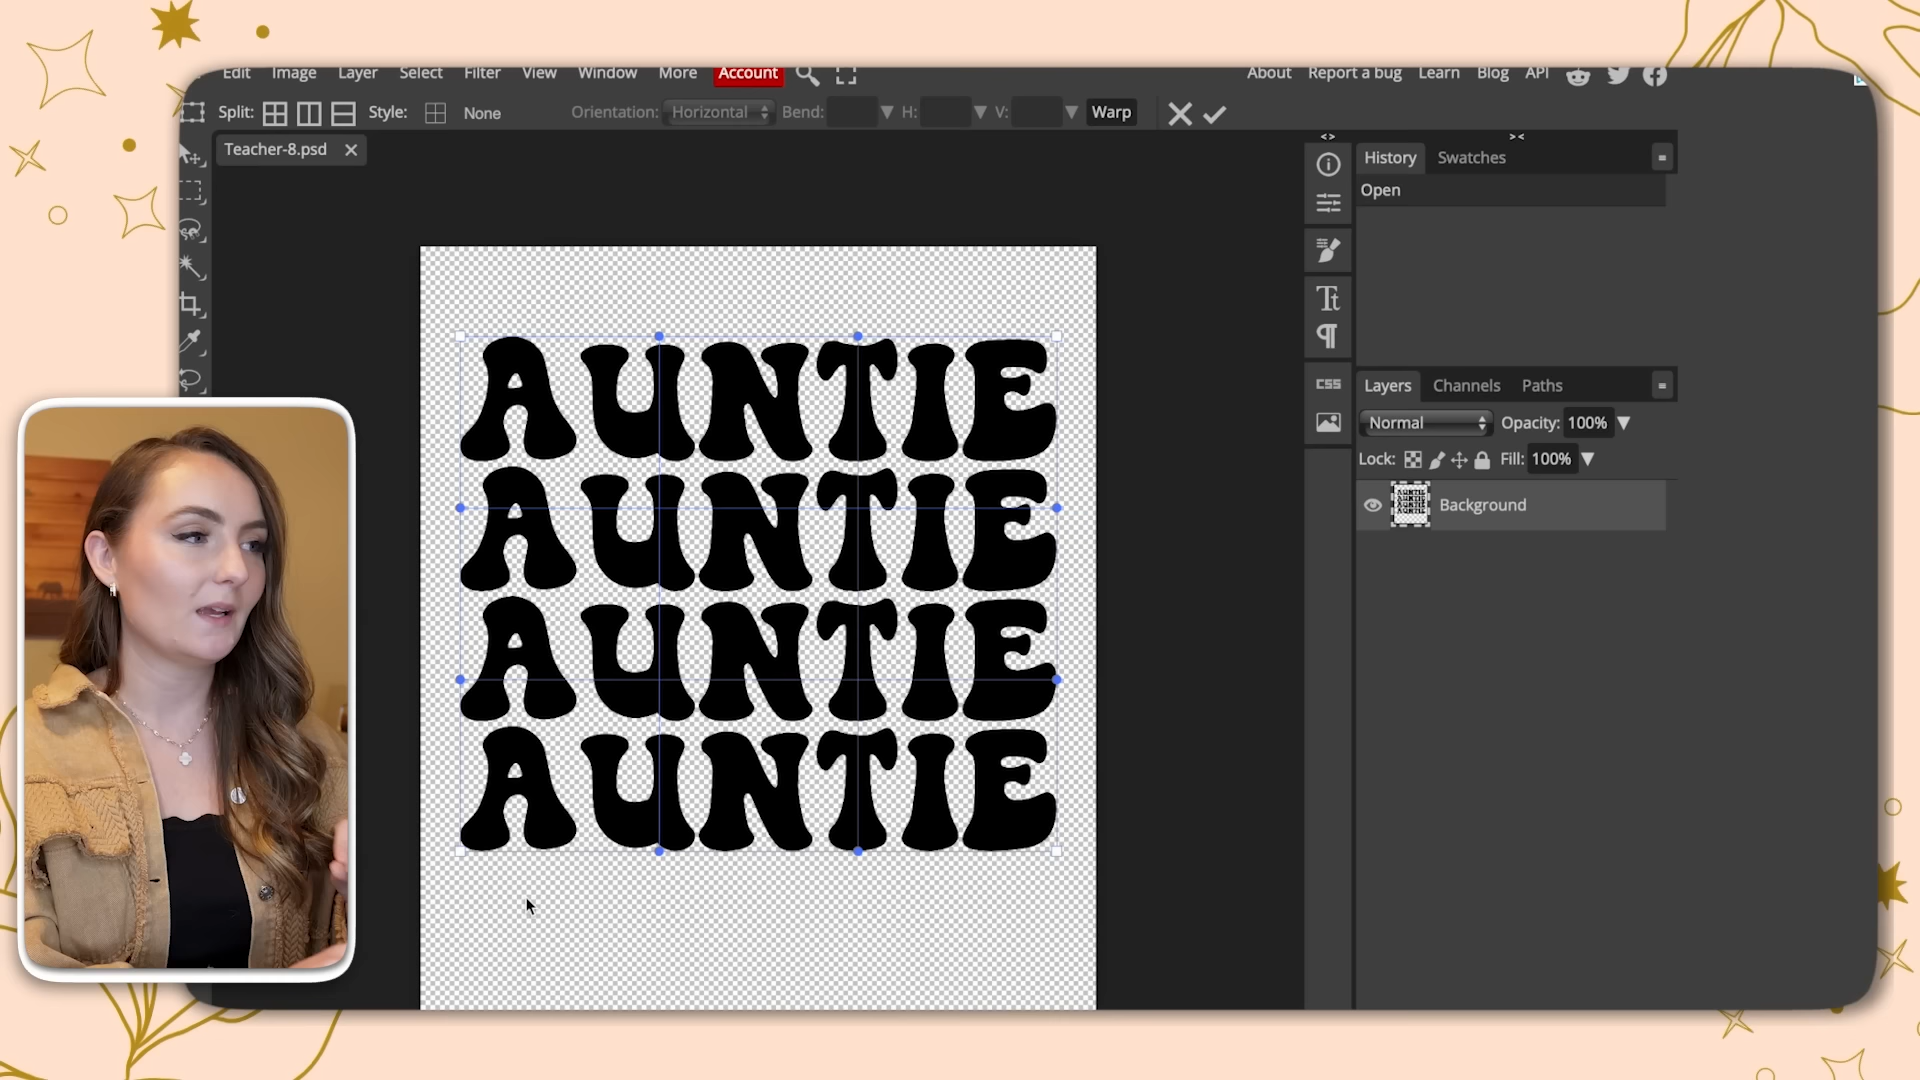 Edit Image Layer Select Filter View Window More Account About Report a bug Learn Blog API
Split: Style: None Orientation: Horizontal Bend: H: V: Warp
Teacher-8.psd
<> ><
History Swatches
Open
AUNTIE
AUNTIE
AUNTIE
AUNTIE
Tt
CSS
Layers Channels Paths
Normal Opacity: 100%
Lock: Fill: 100%
Background